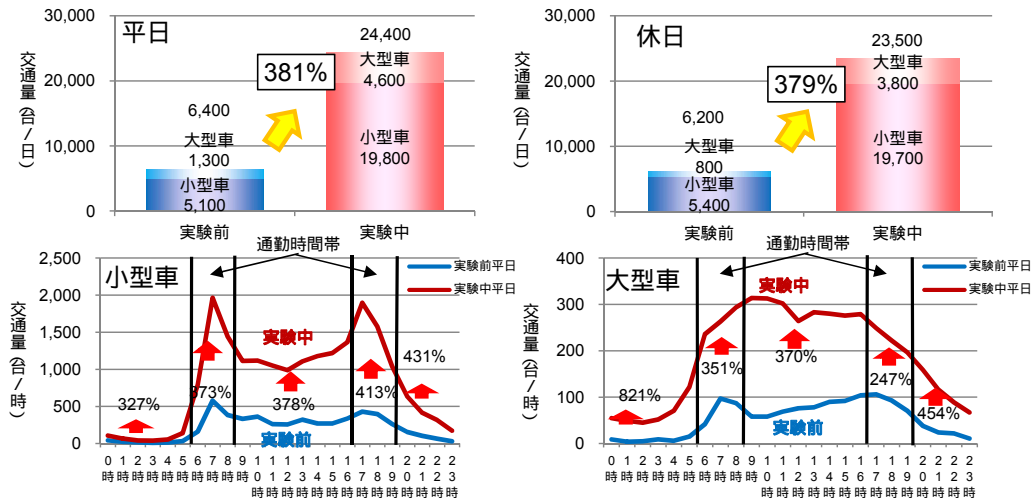 平日
交通量（台/日）
30,000
20,000
10,000
0
6,400
大型車
1,300
小型車
5,100
381%
24,400
大型車
4,600
小型車
19,800
実験前
実験中
休日
交通量（台/日）
30,000
20,000
10,000
0
6,200
大型車
800
小型車
5,400
379%
23,500
大型車
3,800
小型車
19,700
実験前
実験中
小型車
通勤時間帯
実験前平日
実験中平日
交通量（台/時）
2,500
2,000
1,500
1,000
500
0
327%
373%
実験中
378%
413%
431%
実験前
0時
1時
2時
3時
4時
5時
6時
7時
8時
9時
10時
11時
12時
13時
14時
15時
16時
17時
18時
19時
20時
21時
22時
23時
大型車
通勤時間帯
実験前平日
実験中平日
交通量（台/時）
400
300
200
100
0
821%
351%
実験中
370%
247%
454%
実験前
0時
1時
2時
3時
4時
5時
6時
7時
8時
9時
10時
11時
12時
13時
14時
15時
16時
17時
18時
19時
20時
21時
22時
23時